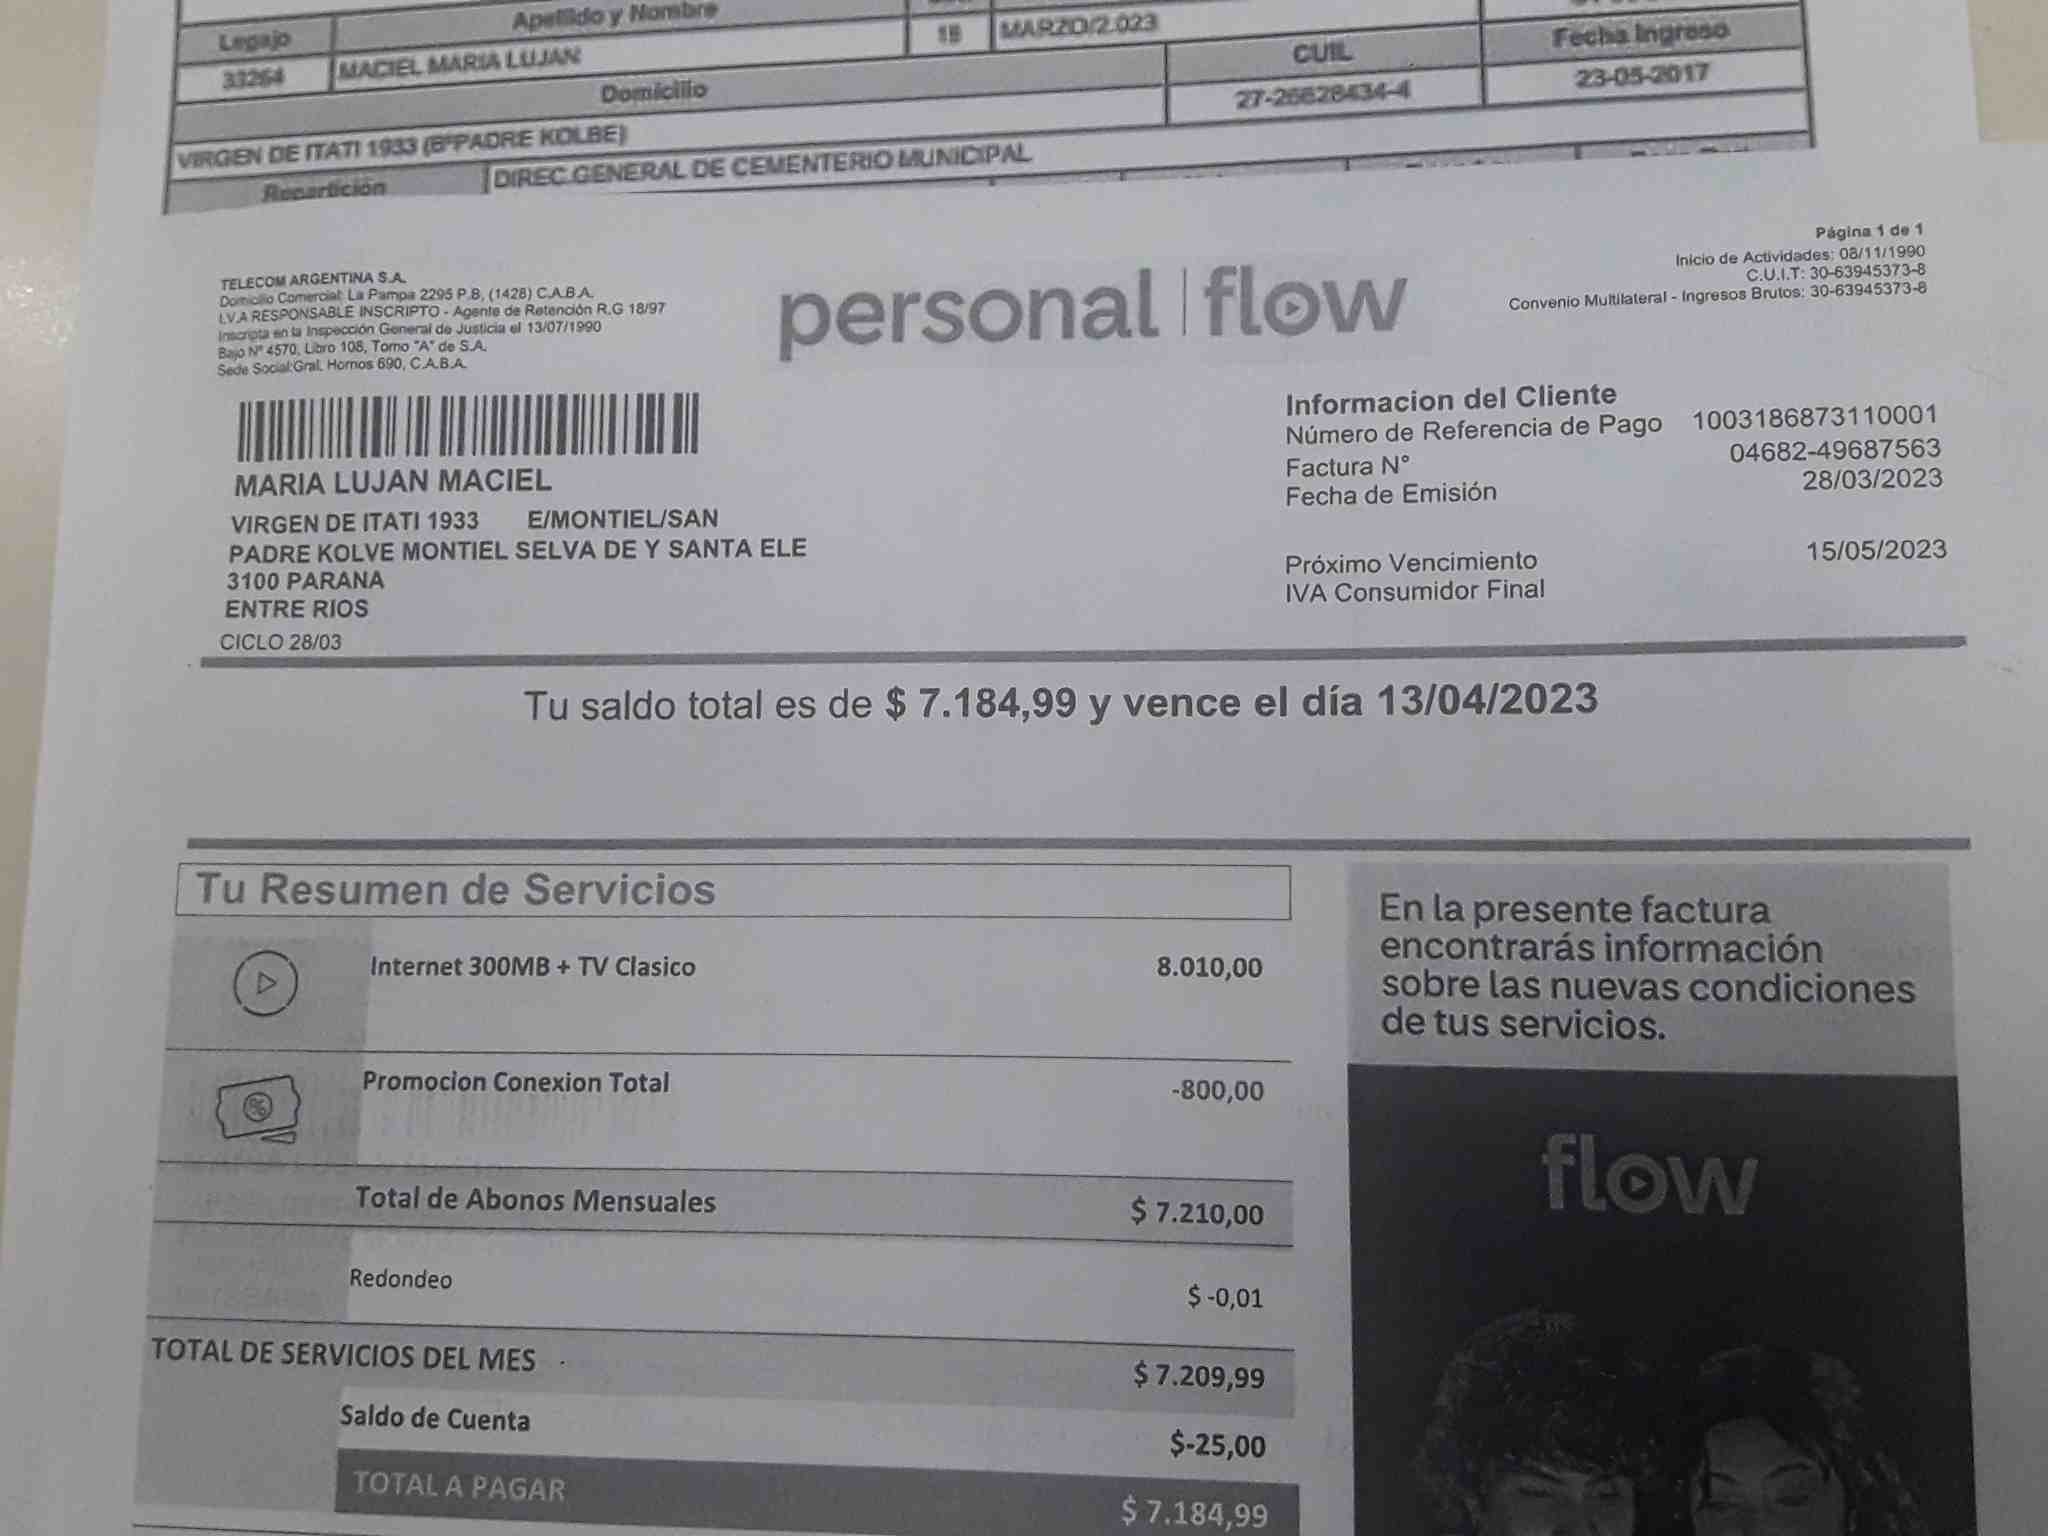 Legajo
Apellido y Nombre
33264
MACIEL MARIA LUJAN
18
MARZO/2.023
Domicilio
CUIL
Fecha Ingreso
27-26628434-4
23-05-2017
VIRGEN DE ITATI 1933 (BºPADRE KOLBE)
Repartición
DIREC.GENERAL DE CEMENTERIO MUNICIPAL
TELECOM ARGENTINA S.A.
Domicilio Comercial: La Pampa 2295 P.B, (1428) C.A.B.A.
I.V.A RESPONSABLE INSCRIPTO - Agente de Retención R.G 18/97
Inscripta en la Inspección General de Justicia el 13/07/1990
Bajo Nº 4570, Libro 108, Tomo "A" de S.A.
Sede Social:Gral. Hornos 690, C.A.B.A.
personal | flow
Página 1 de 1
Inicio de Actividades: 08/11/1990
C.U.I.T: 30-63945373-8
Convenio Multilateral - Ingresos Brutos: 30-63945373-8
MARIA LUJAN MACIEL
VIRGEN DE ITATI 1933 E/MONTIEL/SAN
PADRE KOLVE MONTIEL SELVA DE Y SANTA ELE
3100 PARANA
ENTRE RIOS
CICLO 28/03
Informacion del Cliente
Número de Referencia de Pago 1003186873110001
Factura N° 04682-49687563
Fecha de Emisión 28/03/2023
Próximo Vencimiento 15/05/2023
IVA Consumidor Final
Tu saldo total es de $ 7.184,99 y vence el día 13/04/2023
Tu Resumen de Servicios
Internet 300MB + TV Clasico 8.010,00
Promocion Conexion Total -800,00
Total de Abonos Mensuales $ 7.210,00
Redondeo $ -0,01
TOTAL DE SERVICIOS DEL MES $ 7.209,99
Saldo de Cuenta $-25,00
TOTAL A PAGAR $ 7.184,99
En la presente factura
encontrarás información
sobre las nuevas condiciones
de tus servicios.
flow